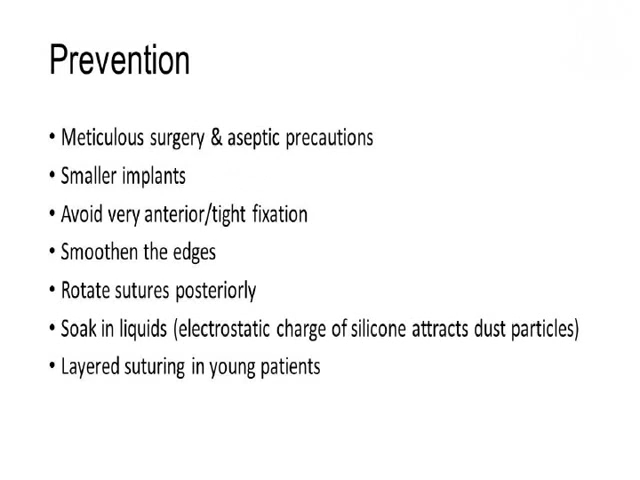 Prevention
• Meticulous surgery & aseptic precautions
• Smaller implants
• Avoid very anterior/tight fixation
• Smoothen the edges
• Rotate sutures posteriorly
• Soak in liquids (electrostatic charge of silicone attracts dust particles)
• Layered suturing in young patients